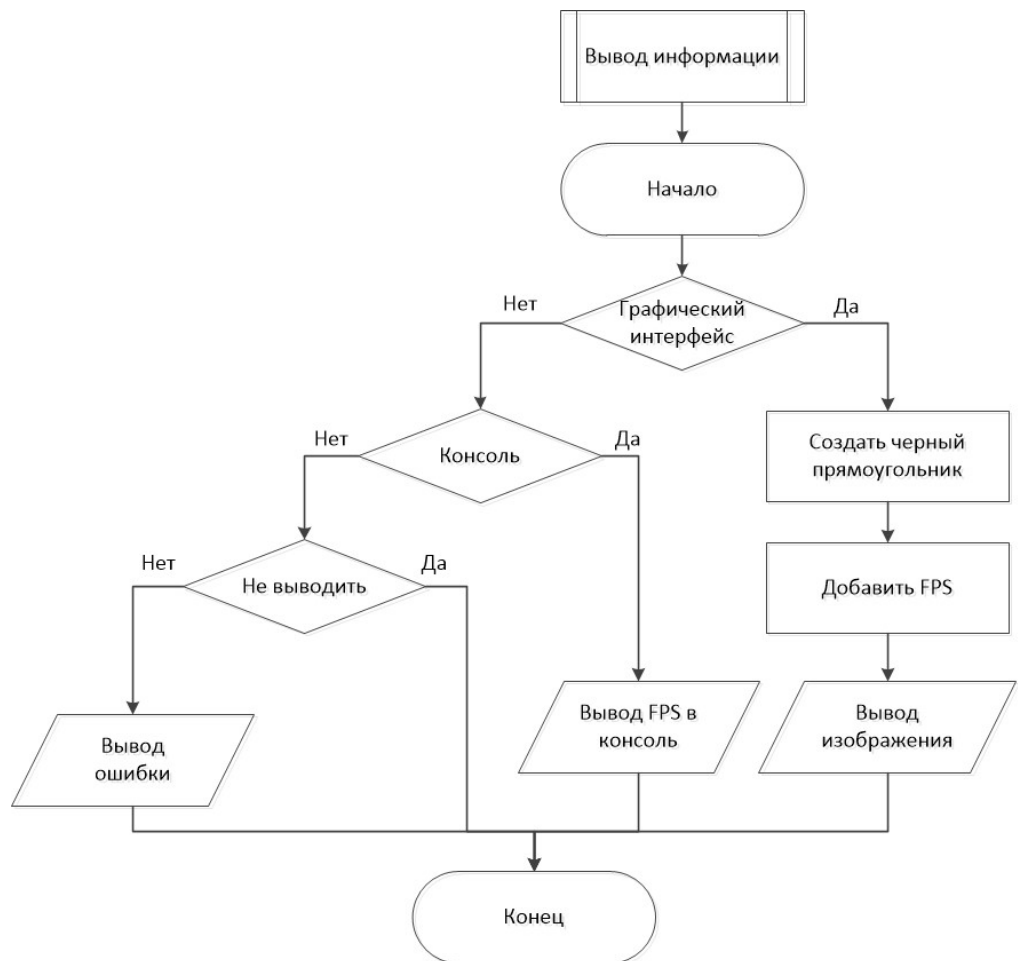 Вывод информации
Начало
Нет
Графический
интерфейс
Да
Нет
Консоль
Да
Создать черный
прямоугольник
Нет
Не выводить
Да
Добавить FPS
Вывод
ошибки
Вывод FPS в
консоль
Вывод
изображения
Конец